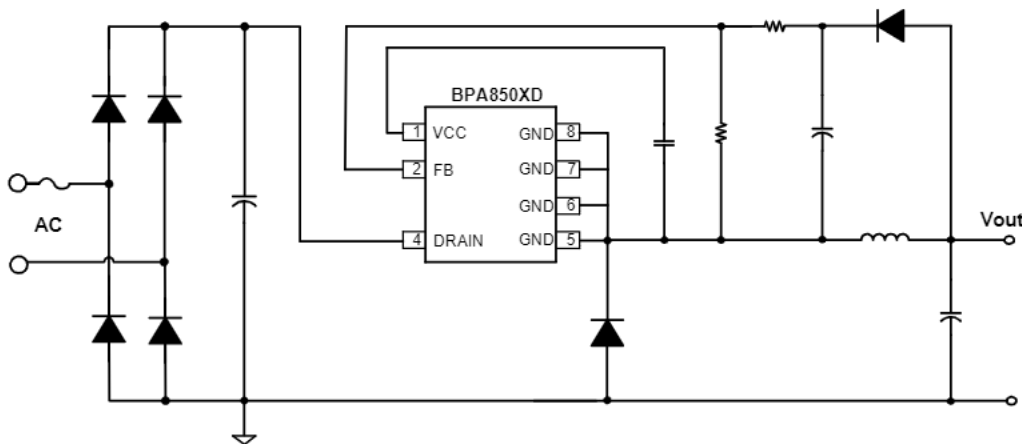 BPA850XD
1 VCC GND 8
2 FB GND 7
GND 6
4 DRAIN GND 5
AC
Vout